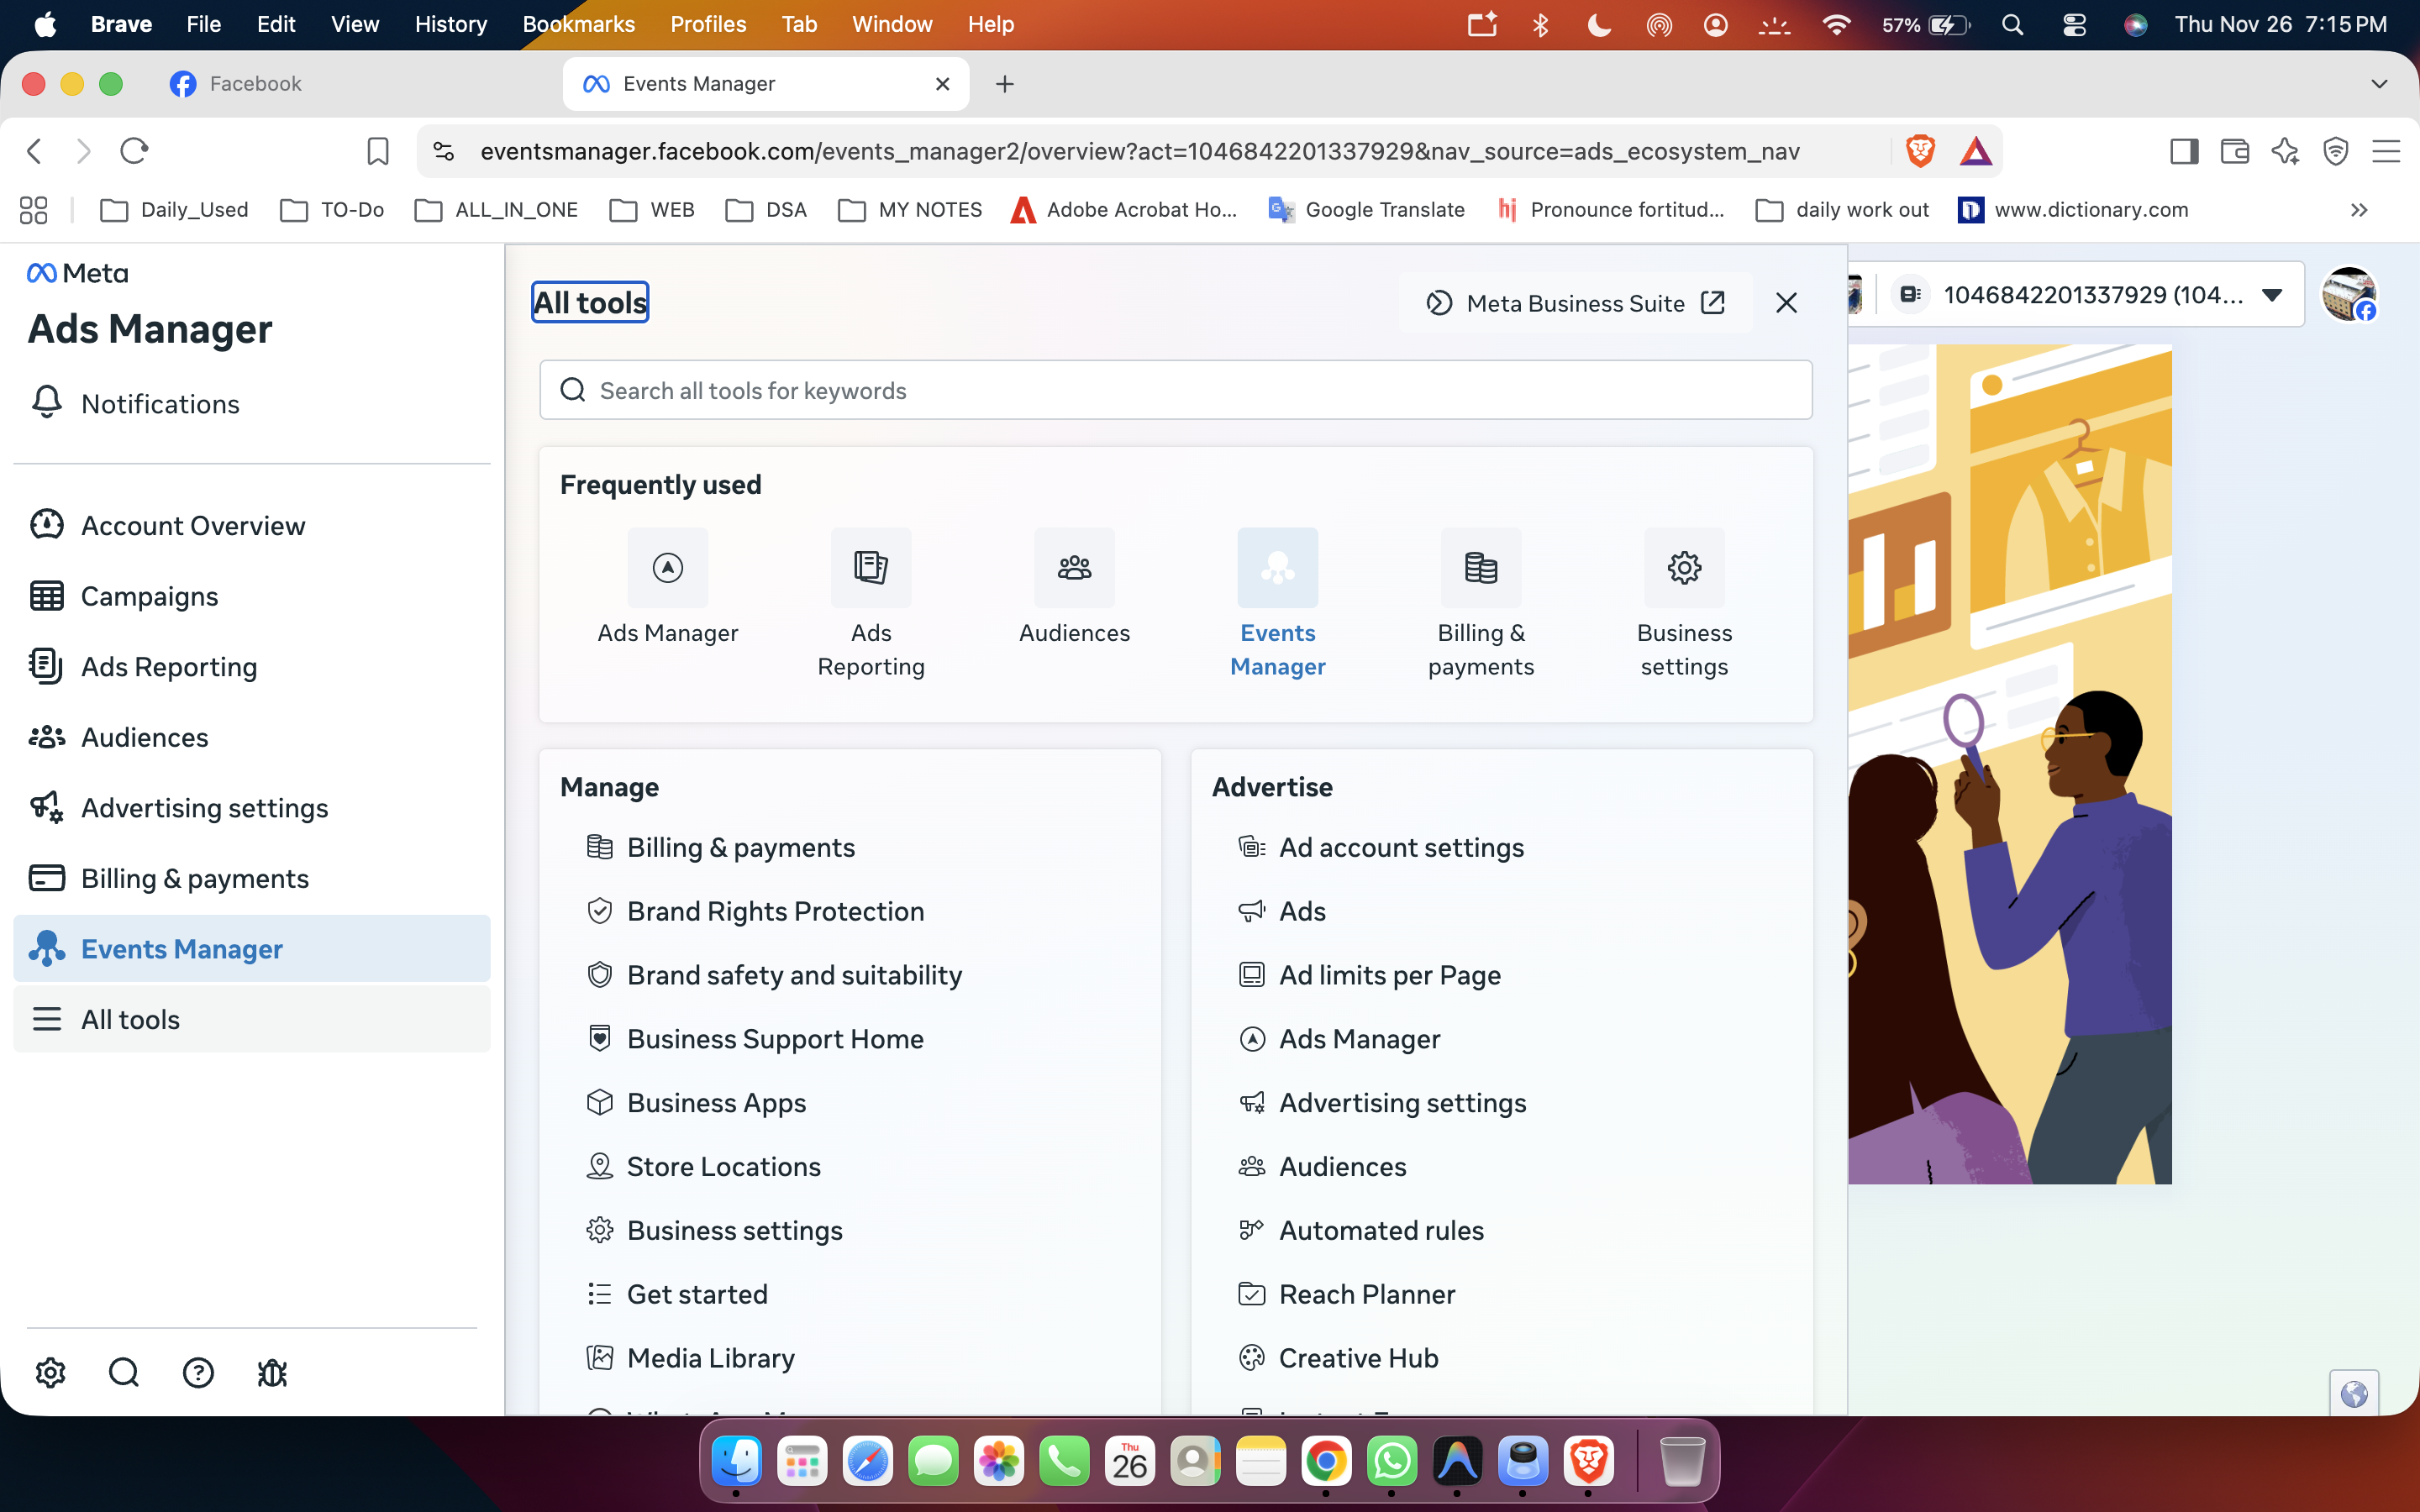 Brave File Edit View History Bookmarks Profiles Tab Window Help 57% Thu Nov 26 7:15 PM
Facebook
Events Manager
eventsmanager.facebook.com/events_manager2/overview?act=1046842201337929&nav_source=ads_ecosystem_nav
Daily_Used TO-Do ALL_IN_ONE WEB DSA MY NOTES Adobe Acrobat Ho... Google Translate hj Pronounce fortitud... daily work out www.dictionary.com
Meta
Ads Manager
Notifications
Account Overview
Campaigns
Ads Reporting
Audiences
Advertising settings
Billing & payments
Events Manager
All tools
All tools
Meta Business Suite
1046842201337929 (104...
Search all tools for keywords
Frequently used
Ads Manager
Ads
Reporting
Audiences
Events
Manager
Billing &
payments
Business
settings
Manage
Billing & payments
Brand Rights Protection
Brand safety and suitability
Business Support Home
Business Apps
Store Locations
Business settings
Get started
Media Library
Advertise
Ad account settings
Ads
Ad limits per Page
Ads Manager
Advertising settings
Audiences
Automated rules
Reach Planner
Creative Hub
Thu
26